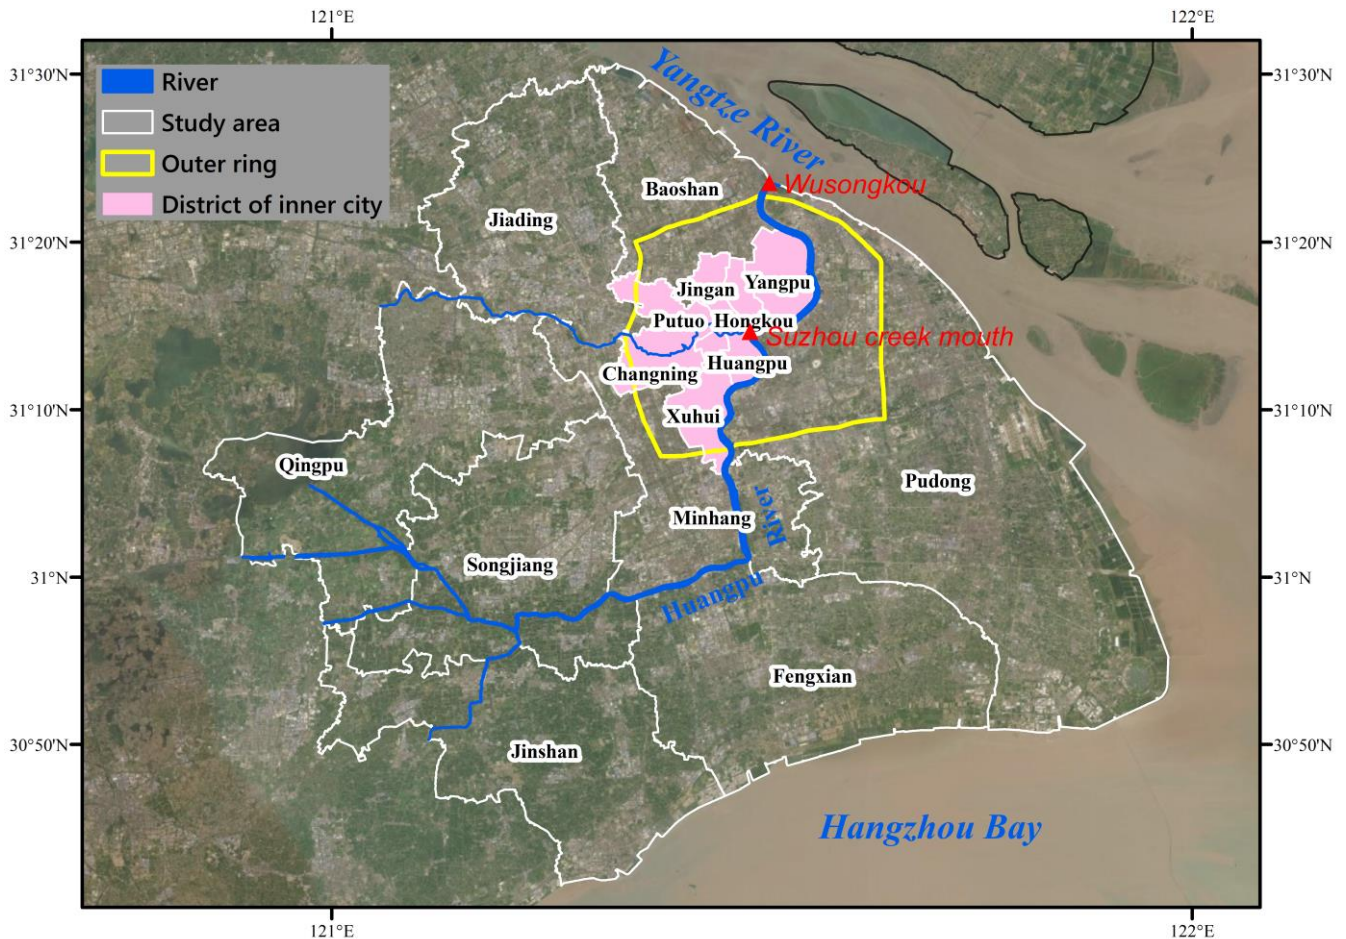 121°E
122°E
31°30'N
31°30'N
River
Study area
Outer ring
District of inner city
Yangtze River
Wusongkou
Baoshan
Jiading
31°20'N
31°20'N
Yangpu
Jingan
Putuo
Hongkou
Suzhou creek mouth
Huangpu
Changning
31°10'N
31°10'N
Xuhui
Qingpu
Pudong
Minhang
River
Songjiang
31°N
31°N
Huangpu
Fengxian
30°50'N
30°50'N
Jinshan
Hangzhou Bay
121°E
122°E